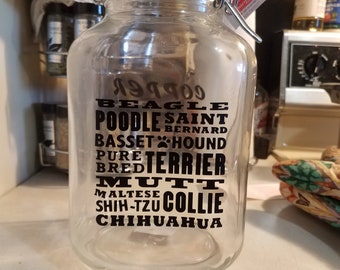 COPPER
BEAGLE
POODLE SAINT BERNARD
BASSET HOUND
PURE BRED TERRIER
MUTT
MALTESE
SHIH-TZU COLLIE
CHIHUAHUA